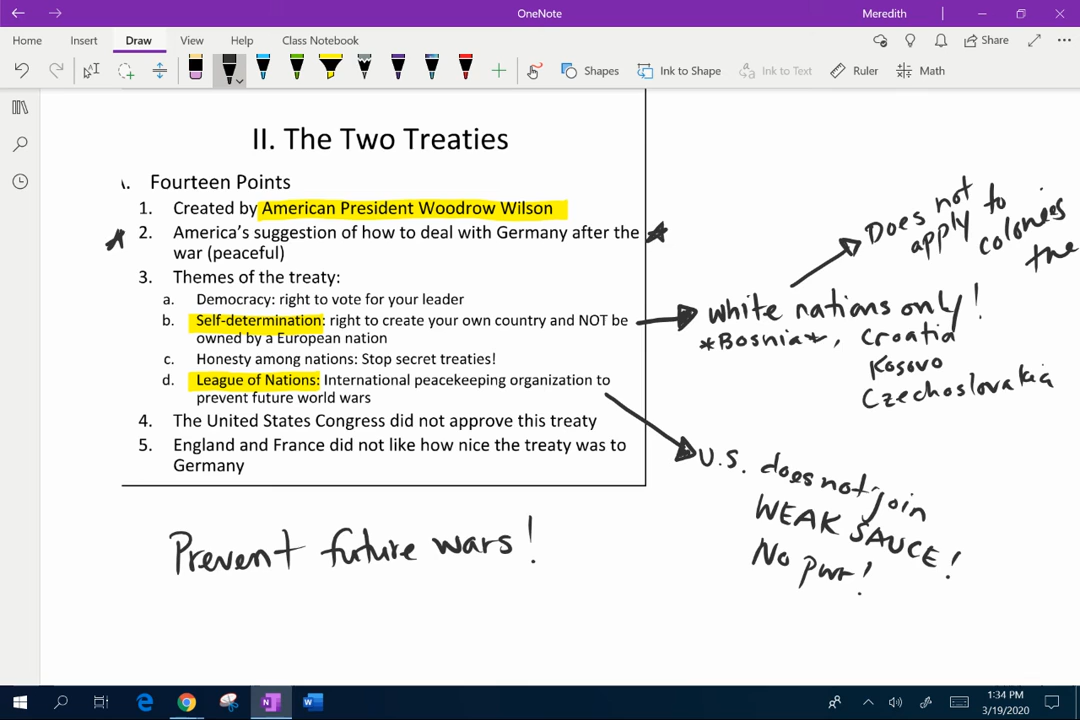 OneNote
Meredith
Home Insert Draw View Help Class Notebook
Share
Shapes Ink to Shape Ink to Text Ruler Math
II. The Two Treaties
Fourteen Points
1. Created by American President Woodrow Wilson
2. America's suggestion of how to deal with Germany after the
war (peaceful)
3. Themes of the treaty:
a. Democracy: right to vote for your leader
b. Self-determination: right to create your own country and NOT be
owned by a European nation
c. Honesty among nations: Stop secret treaties!
d. League of Nations: International peacekeeping organization to
prevent future world wars
4. The United States Congress did not approve this treaty
5. England and France did not like how nice the treaty was to
Germany
Does not
apply to
colonies
the
white nations only!
*Bosnia*, Croatia
Kosovo
Czechoslovakia
U.S. does not join
WEAK SAUCE!
No pwr!
Prevent future wars!
1:34 PM
3/19/2020